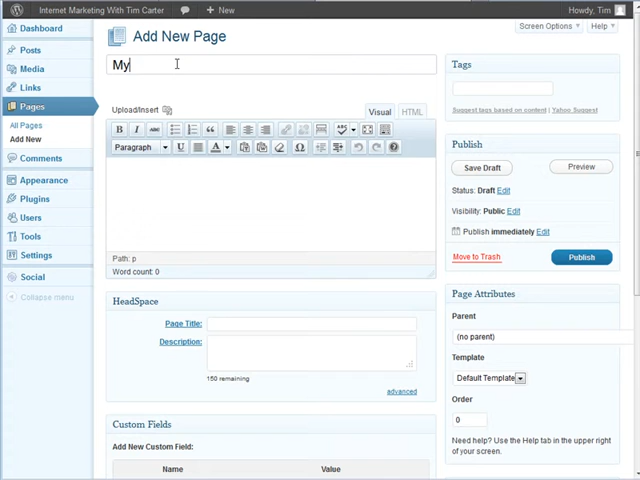 Internet Marketing With Tim Carter
+ New
Howdy, Tim
Dashboard
Posts
Media
Links
Pages
All Pages
Add New
Comments
Appearance
Plugins
Users
Tools
Settings
Social
Collapse menu
Screen Options
Help
Add New Page
My
Upload/Insert
Visual
HTML
B I ABC
Paragraph
U A Ω
Path: p
Word count: 0
HeadSpace
Page Title:
Description:
150 remaining
advanced
Custom Fields
Add New Custom Field:
Name Value
Tags
Suggest tags based on content | Yahoo Suggest
Publish
Save Draft
Preview
Status: Draft Edit
Visibility: Public Edit
Publish immediately Edit
Move to Trash
Publish
Page Attributes
Parent
(no parent)
Template
Default Template
Order
0
Need help? Use the Help tab in the upper right
of your screen.